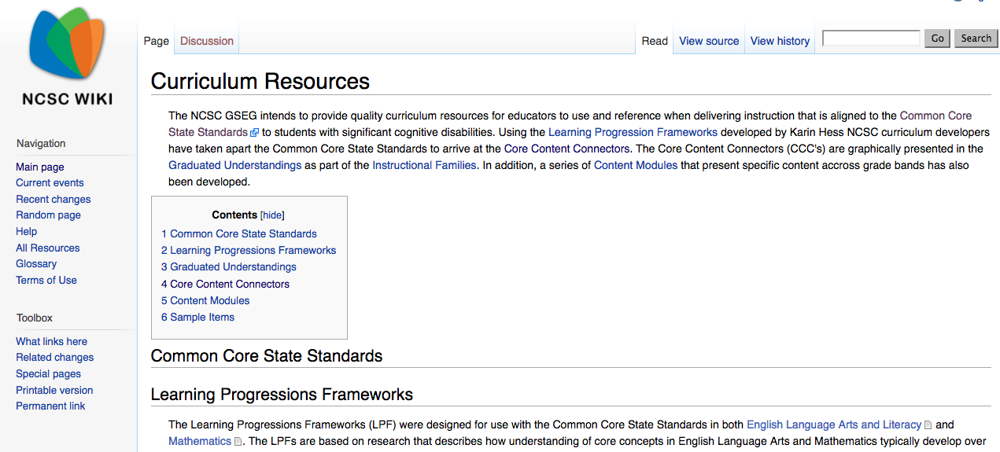 NCSC WIKI
Navigation
Main page
Current events
Recent changes
Random page
Help
All Resources
Glossary
Terms of Use
Toolbox
What links here
Related changes
Special pages
Printable version
Permanent link
Page Discussion Read View source View history Go Search
Curriculum Resources
The NCSC GSEG intends to provide quality curriculum resources for educators to use and reference when delivering instruction that is aligned to the Common Core
State Standards to students with significant cognitive disabilities. Using the Learning Progression Frameworks developed by Karin Hess NCSC curriculum developers
have taken apart the Common Core State Standards to arrive at the Core Content Connectors. The Core Content Connectors (CCC's) are graphically presented in the
Graduated Understandings as part of the Instructional Families. In addition, a series of Content Modules that present specific content accross grade bands has also
been developed.
Contents [hide]
1 Common Core State Standards
2 Learning Progressions Frameworks
3 Graduated Understandings
4 Core Content Connectors
5 Content Modules
6 Sample Items
Common Core State Standards
Learning Progressions Frameworks
The Learning Progressions Frameworks (LPF) were designed for use with the Common Core State Standards in both English Language Arts and Literacy and
Mathematics. The LPFs are based on research that describes how understanding of core concepts in English Language Arts and Mathematics typically develop over